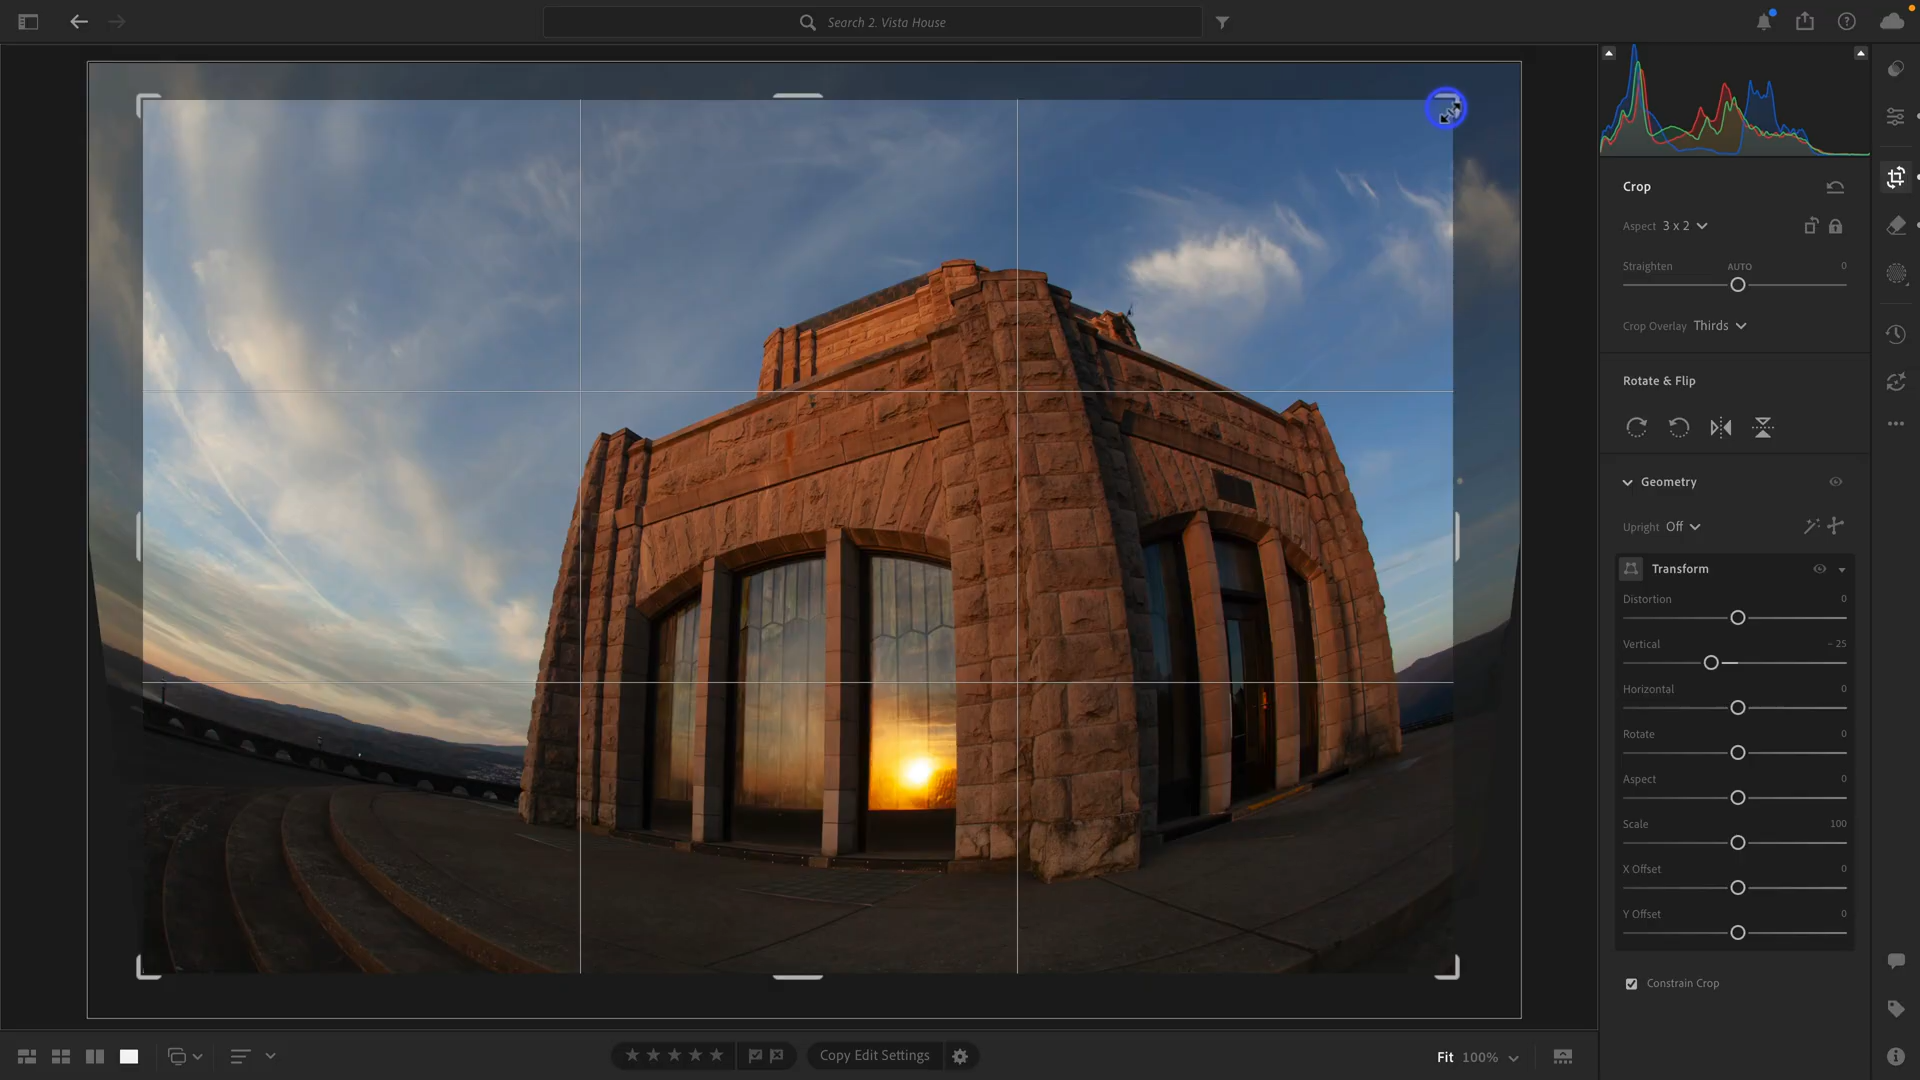 Search 2. Vista House
Crop
Aspect 3 x 2
Straighten AUTO 0
Crop Overlay Thirds
Rotate & Flip
Geometry
Upright Off
Transform
Distortion 0
Vertical - 25
Horizontal 0
Rotate 0
Aspect 0
Scale 100
X Offset 0
Y Offset 0
Constrain Crop
Copy Edit Settings
Fit 100%